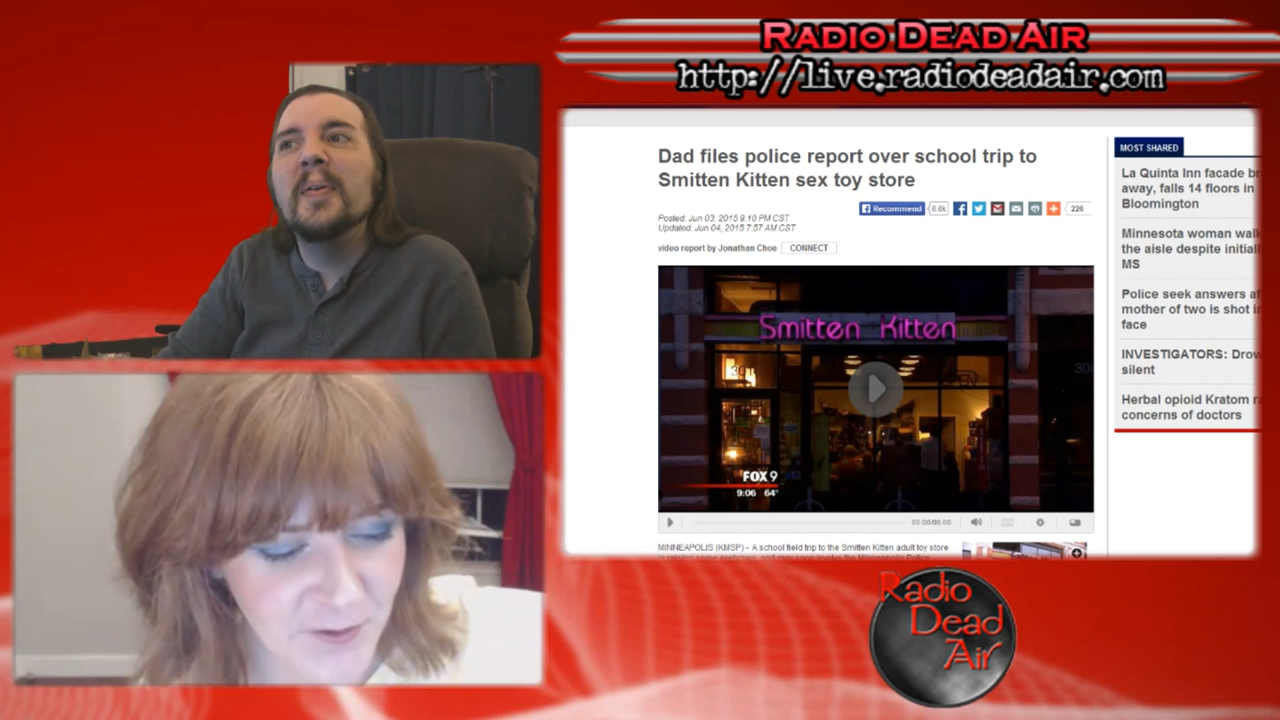 RADIO DEAD AIR
http://live.radiodeadair.com
Dad files police report over school trip to
Smitten Kitten sex toy store
Recommend 6.6k 226
Posted: Jun 03, 2015 9:10 PM CST
Updated: Jun 04, 2015 7:57 AM CST
video report by Jonathan Choe CONNECT
Smitten Kitten
FOX 9
9:06 64°
00:00/00:00
MINNEAPOLIS (KMSP) - A school field trip to the Smitten Kitten adult toy store
MOST SHARED
La Quinta Inn facade br
away, falls 14 floors in
Bloomington
Minnesota woman walk
the aisle despite initial
MS
Police seek answers af
mother of two is shot in
face
INVESTIGATORS: Drow
silent
Herbal opioid Kratom ra
concerns of doctors
Radio
Dead
Air